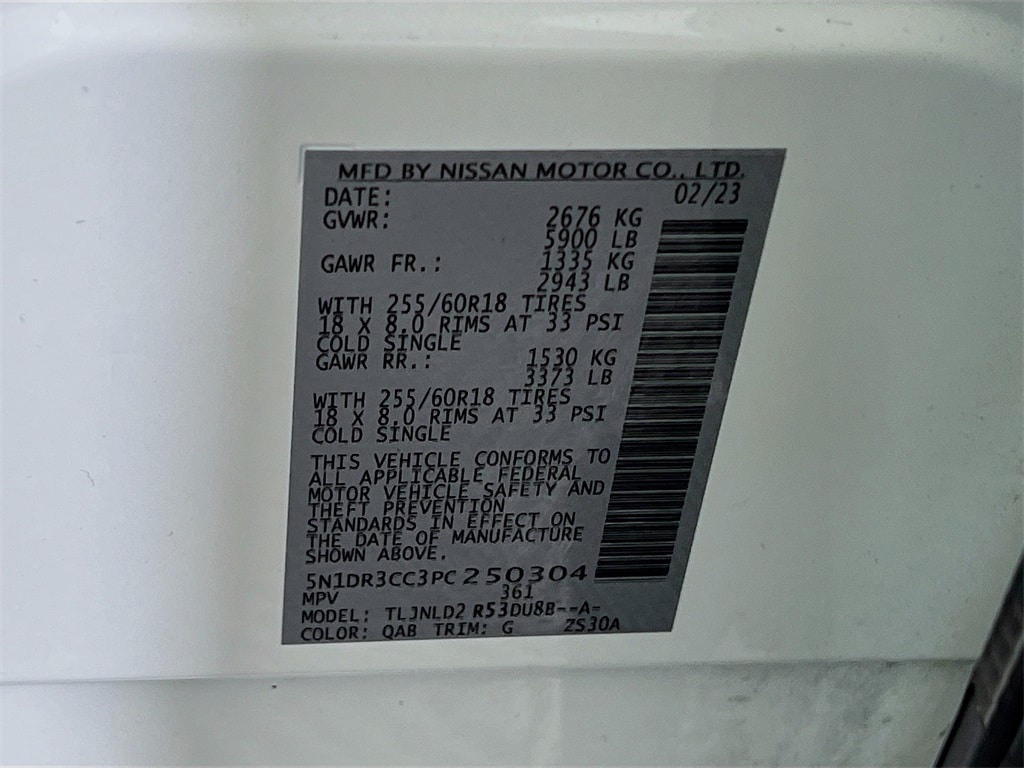 MFD BY NISSAN MOTOR CO., LTD.
DATE: 02/23
GVWR: 2676 KG
5900 LB
GAWR FR.: 1335 KG
2943 LB
WITH 255/60R18 TIRES
18 X 8.0 RIMS AT 33 PSI
COLD SINGLE
GAWR RR.: 1530 KG
3373 LB
WITH 255/60R18 TIRES
18 X 8.0 RIMS AT 33 PSI
COLD SINGLE
THIS VEHICLE CONFORMS TO
ALL APPLICABLE FEDERAL
MOTOR VEHICLE SAFETY AND
THEFT PREVENTION
STANDARDS IN EFFECT ON
THE DATE OF MANUFACTURE
SHOWN ABOVE.
5N1DR3CC3PC250304
MPV 361
MODEL: TLJNLD2 R53DU8B--A-
COLOR: QAB TRIM: G ZS30A